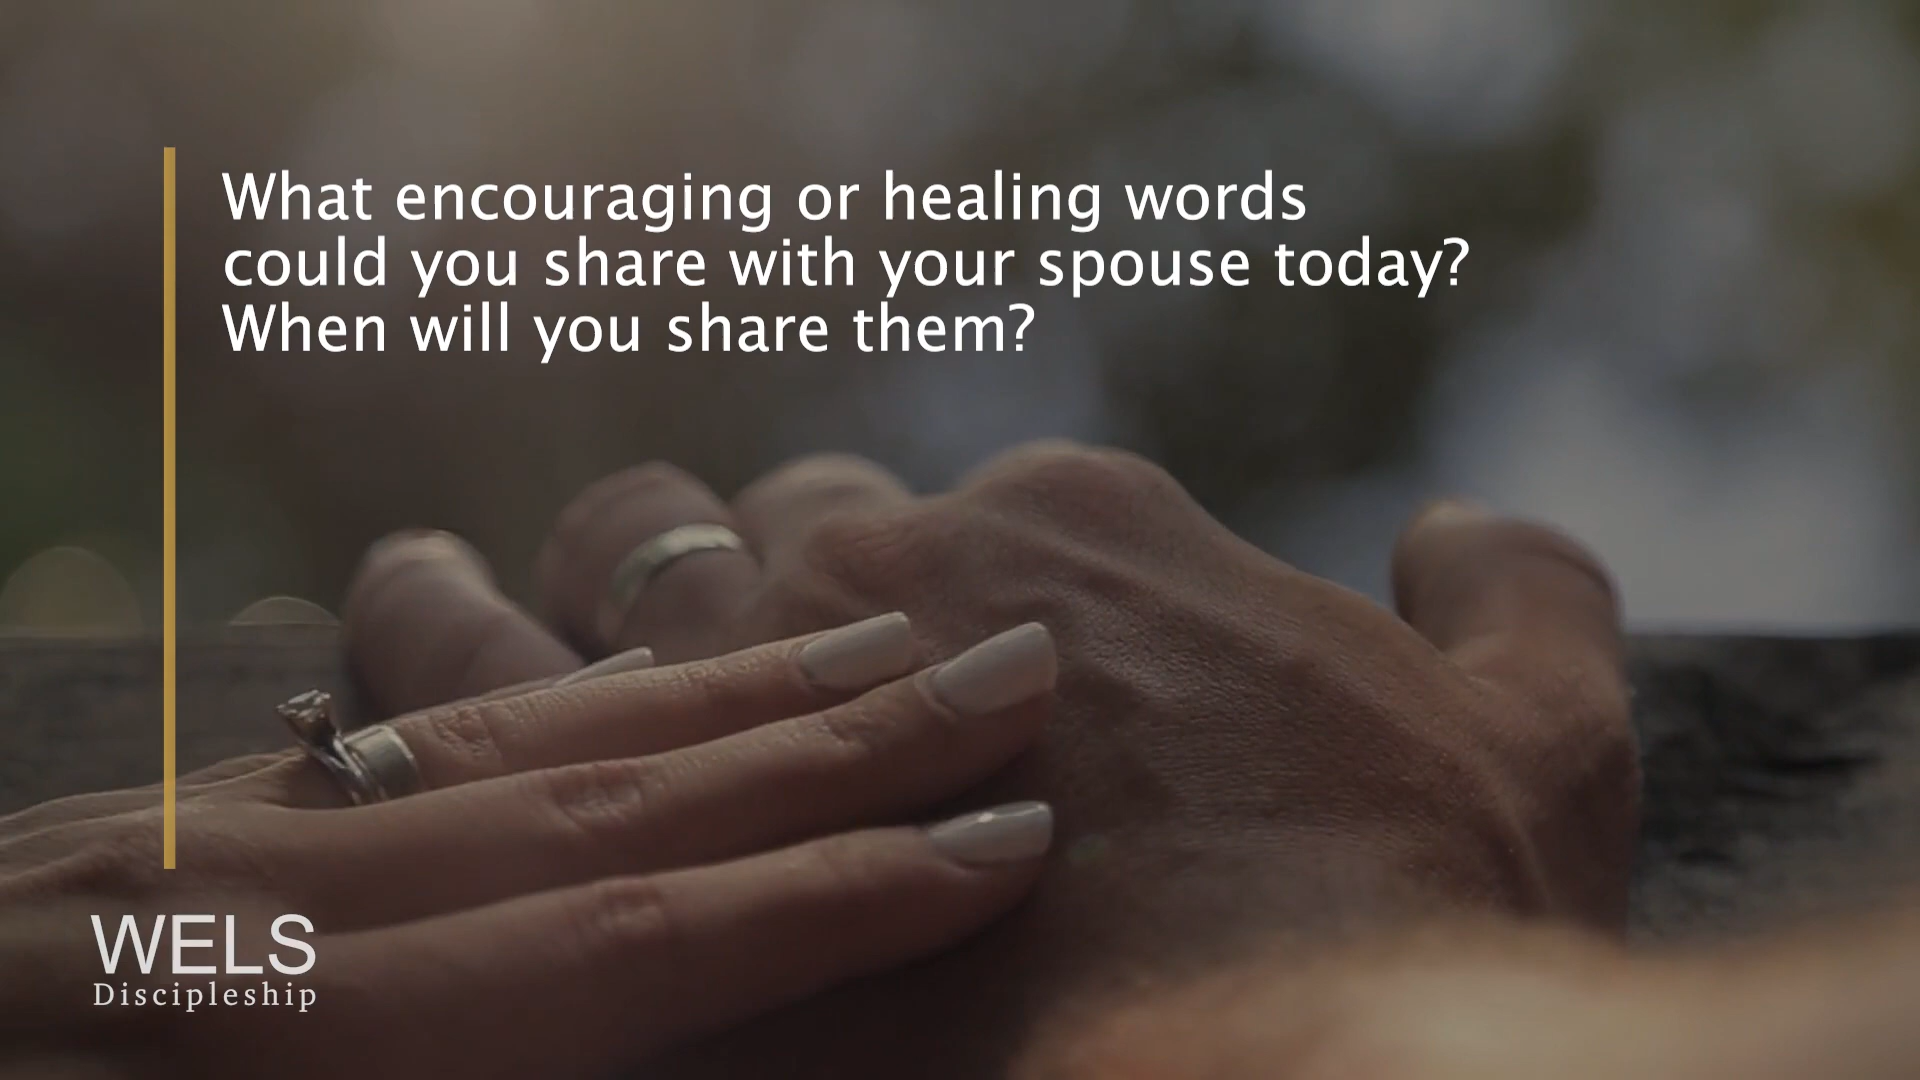 What encouraging or healing words
could you share with your spouse today?
When will you share them?
WELS
Discipleship